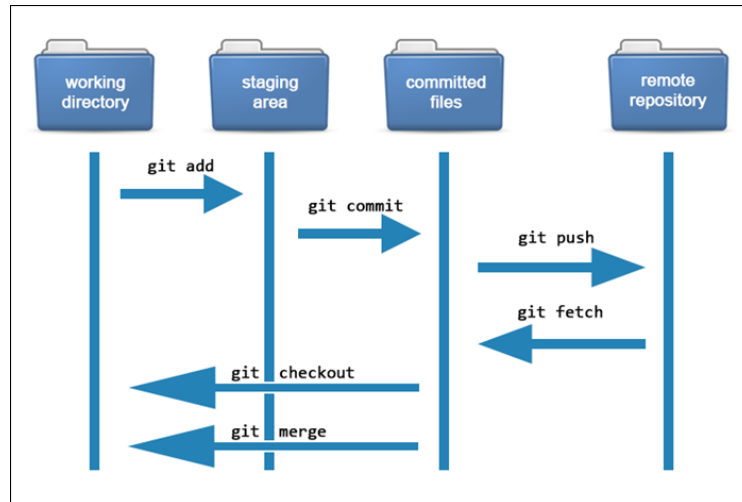 working
directory
staging
area
committed
files
remote
repository
git add
git commit
git push
git fetch
git checkout
git merge